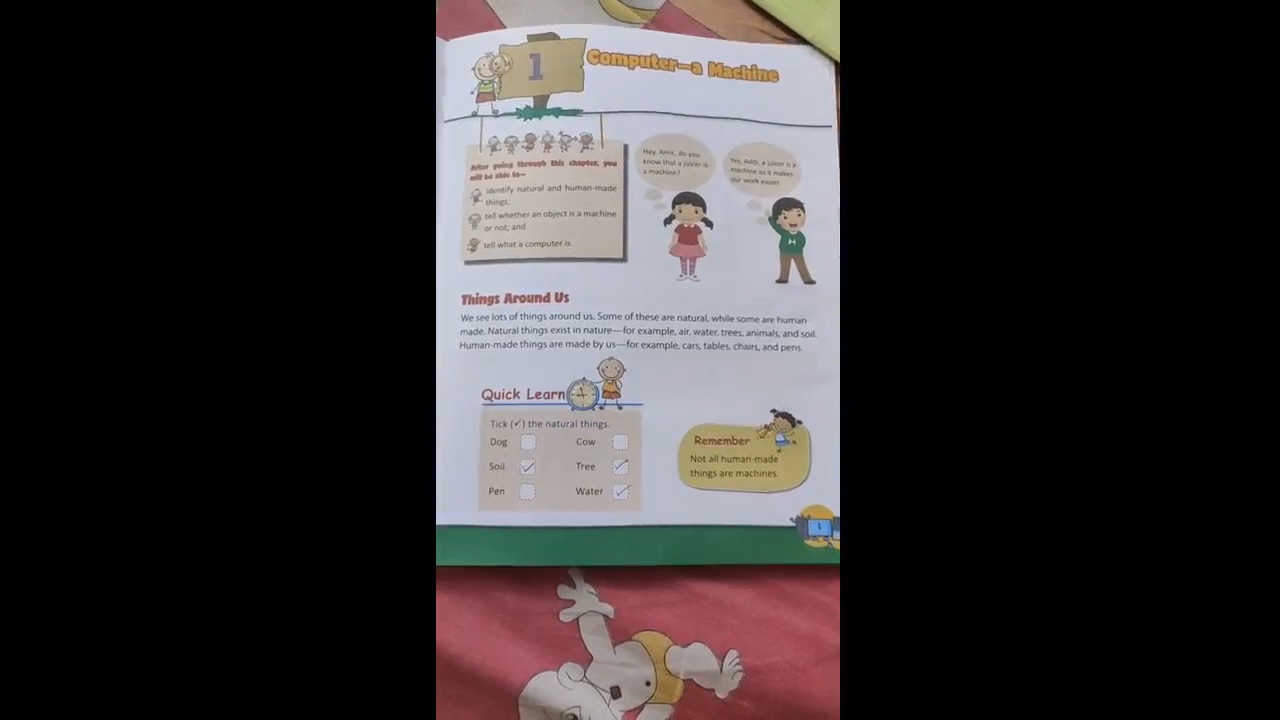 1
Computer—a Machine
After going through this chapter, you
will be able to—
identify natural and human-made
things;
tell whether an object is a machine
or not; and
tell what a computer is.
Hey, Amit, do you
know that a juicer is
a machine?
Yes, Aditi, a juicer is a
machine as it makes
our work easier.
Things Around Us
We see lots of things around us. Some of these are natural, while some are human-
made. Natural things exist in nature—for example, air, water, trees, animals, and soil.
Human-made things are made by us—for example, cars, tables, chairs, and pens.
Quick Learn
Tick (✓) the natural things.
Dog Cow
Soil ✓ Tree ✓
Pen Water ✓
Remember
Not all human-made
things are machines.
1